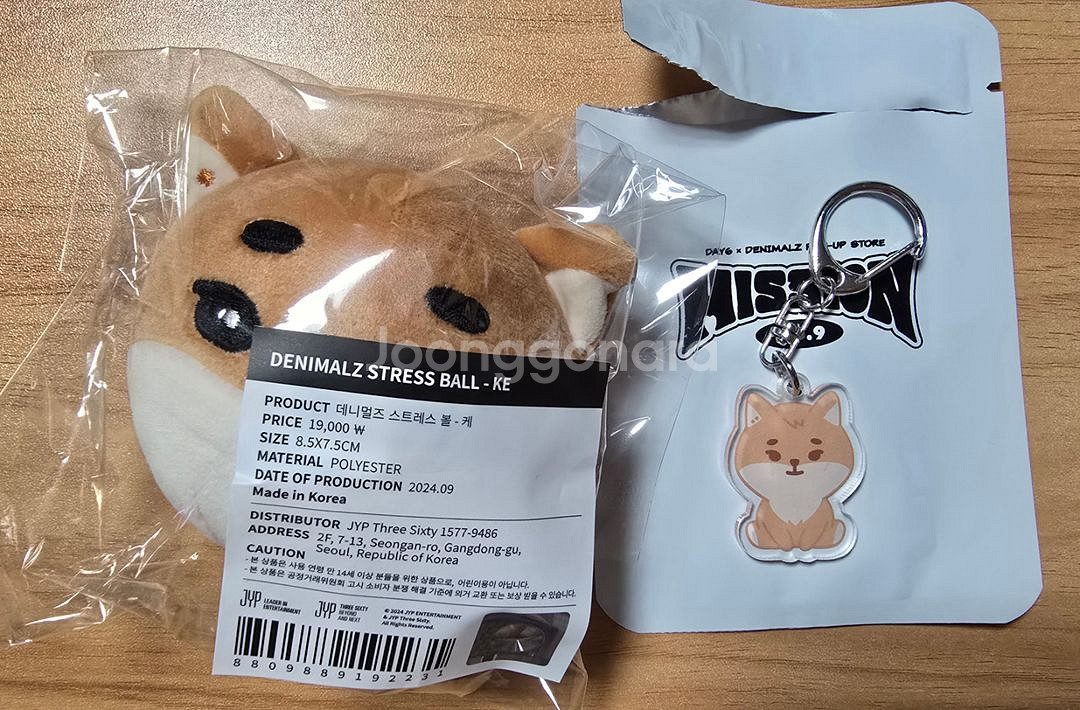 DENIMALZ STRESS BALL - KE
PRODUCT 데니멀즈 스트레스 볼 - 케
PRICE 19,000 ₩
SIZE 8.5X7.5CM
MATERIAL POLYESTER
DATE OF PRODUCTION 2024.09
Made in Korea
DISTRIBUTOR JYP Three Sixty 1577-9486
ADDRESS 2F, 7-13, Seongan-ro, Gangdong-gu,
Seoul, Republic of Korea
CAUTION
- 본 상품은 사용 연령 만 14세 이상 분들을 위한 상품으로, 어린이용이 아닙니다.
- 본 상품은 공정거래위원회 고시 소비자 분쟁 해결 기준에 의거 교환 또는 보상 받을 수 있습니다.
JYP LEADER IN
ENTERTAINMENT
JYP THREE SIXTY
BEYOND
AND NEXT
© 2024 JYP ENTERTAINMENT
& JYP Three Sixty.
All Rights Reserved.
8809889192231
DAY6 X DENIMALZ POP-UP STORE
MISSION
.9
Joonggonara